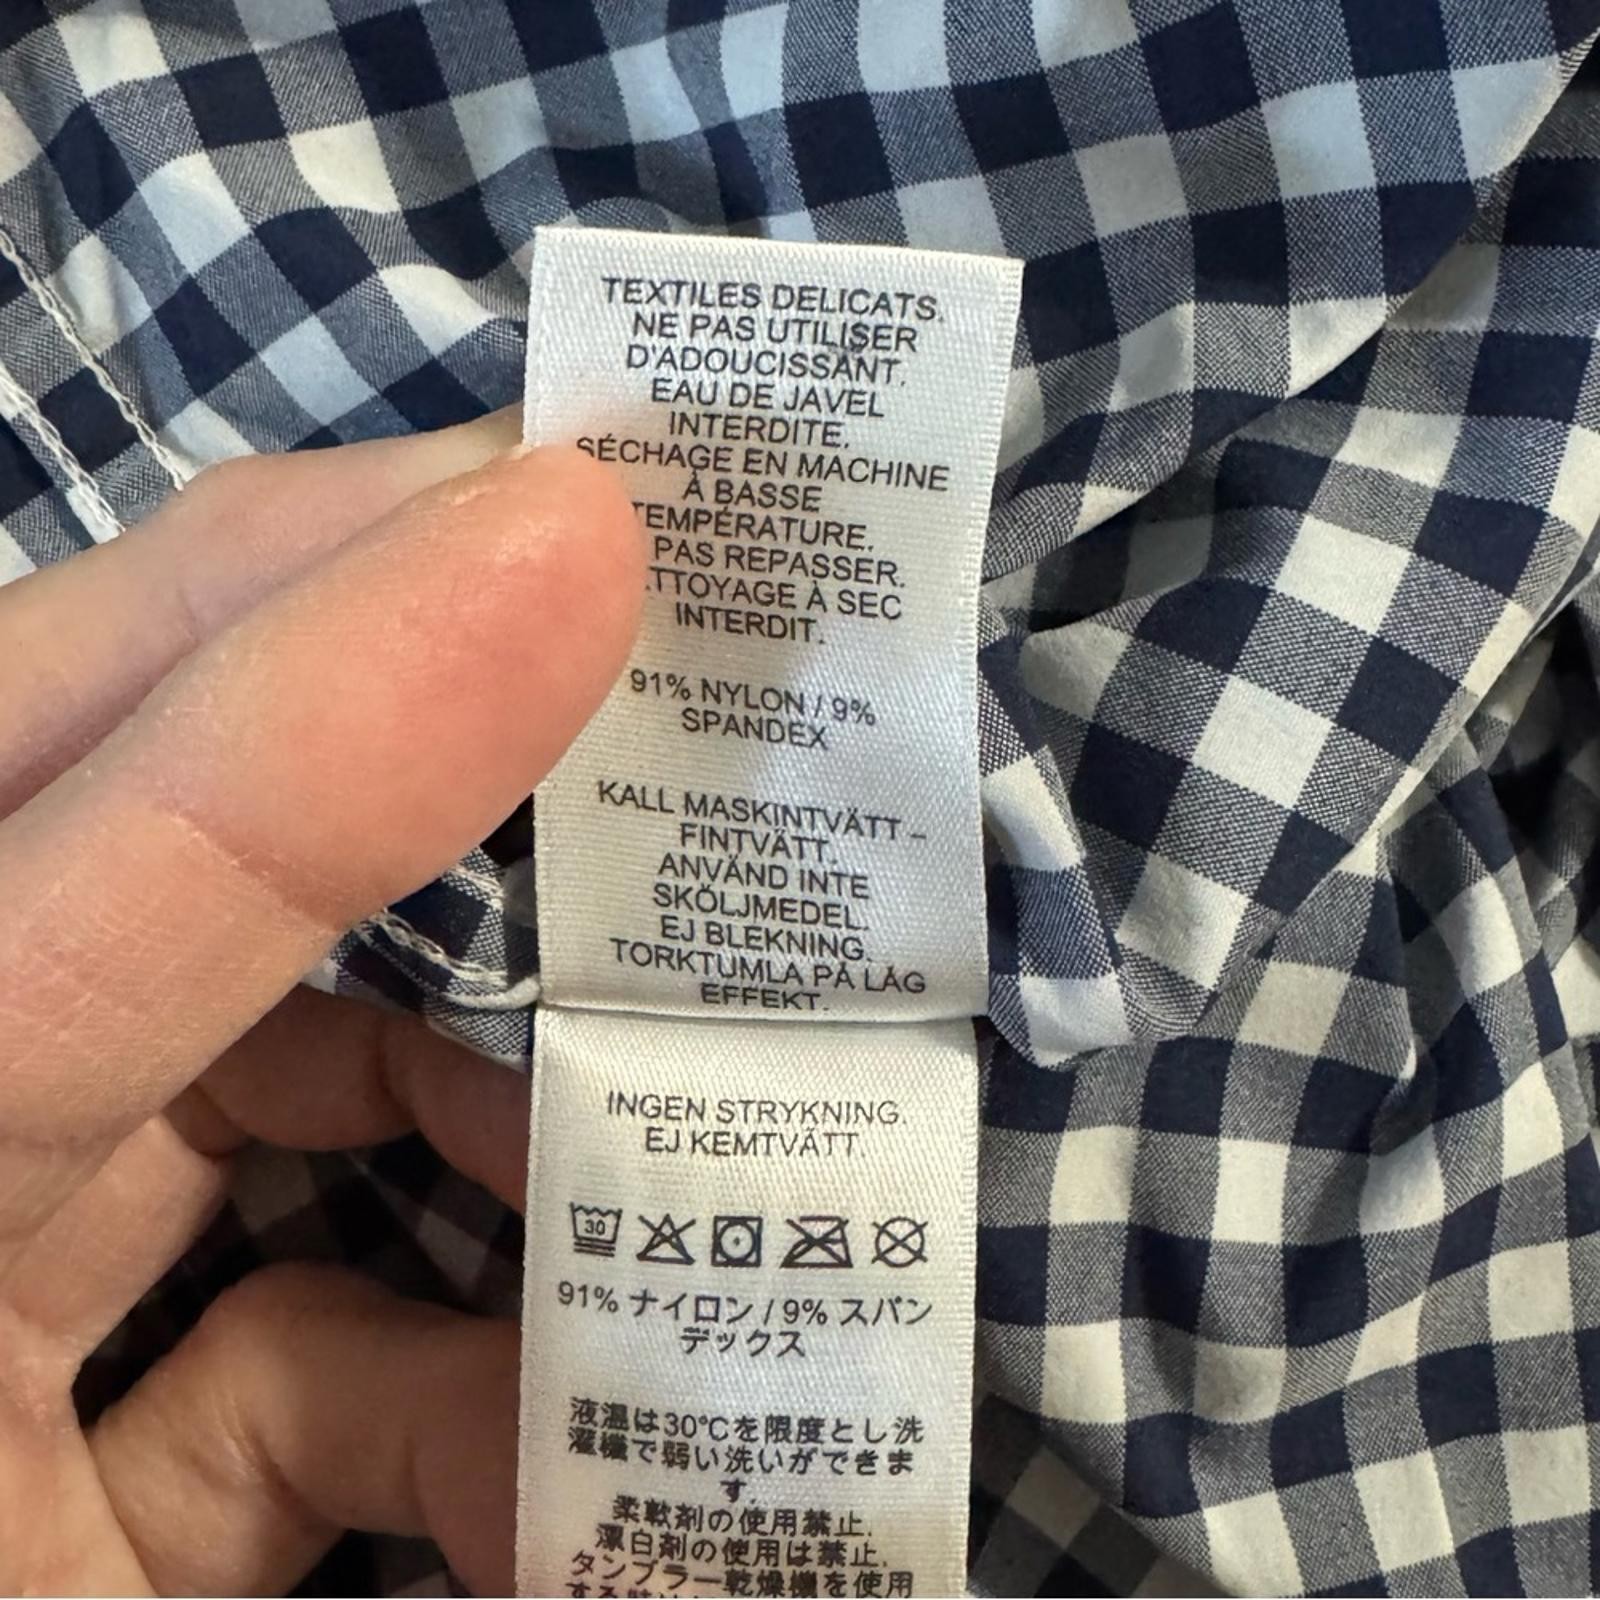 TEXTILES DELICATS.
NE PAS UTILISER
D'ADOUCISSANT.
EAU DE JAVEL
INTERDITE.
SÉCHAGE EN MACHINE
À BASSE
TEMPÉRATURE.
PAS REPASSER.
TTOYAGE À SEC
INTERDIT.
91% NYLON / 9%
SPANDEX
KALL MASKINTVÄTT –
FINTVÄTT.
ANVÄND INTE
SKÖLJMEDEL.
EJ BLEKNING.
TORKTUMLA PÅ LÅG
EFFEKT.
INGEN STRYKNING.
EJ KEMTVÄTT.
30
91% ナイロン / 9% スパン
デックス
液温は30℃を限度とし洗
濯機で弱い洗いができま
す.
柔軟剤の使用禁止.
漂白剤の使用は禁止.
タンブラー乾燥機を使用